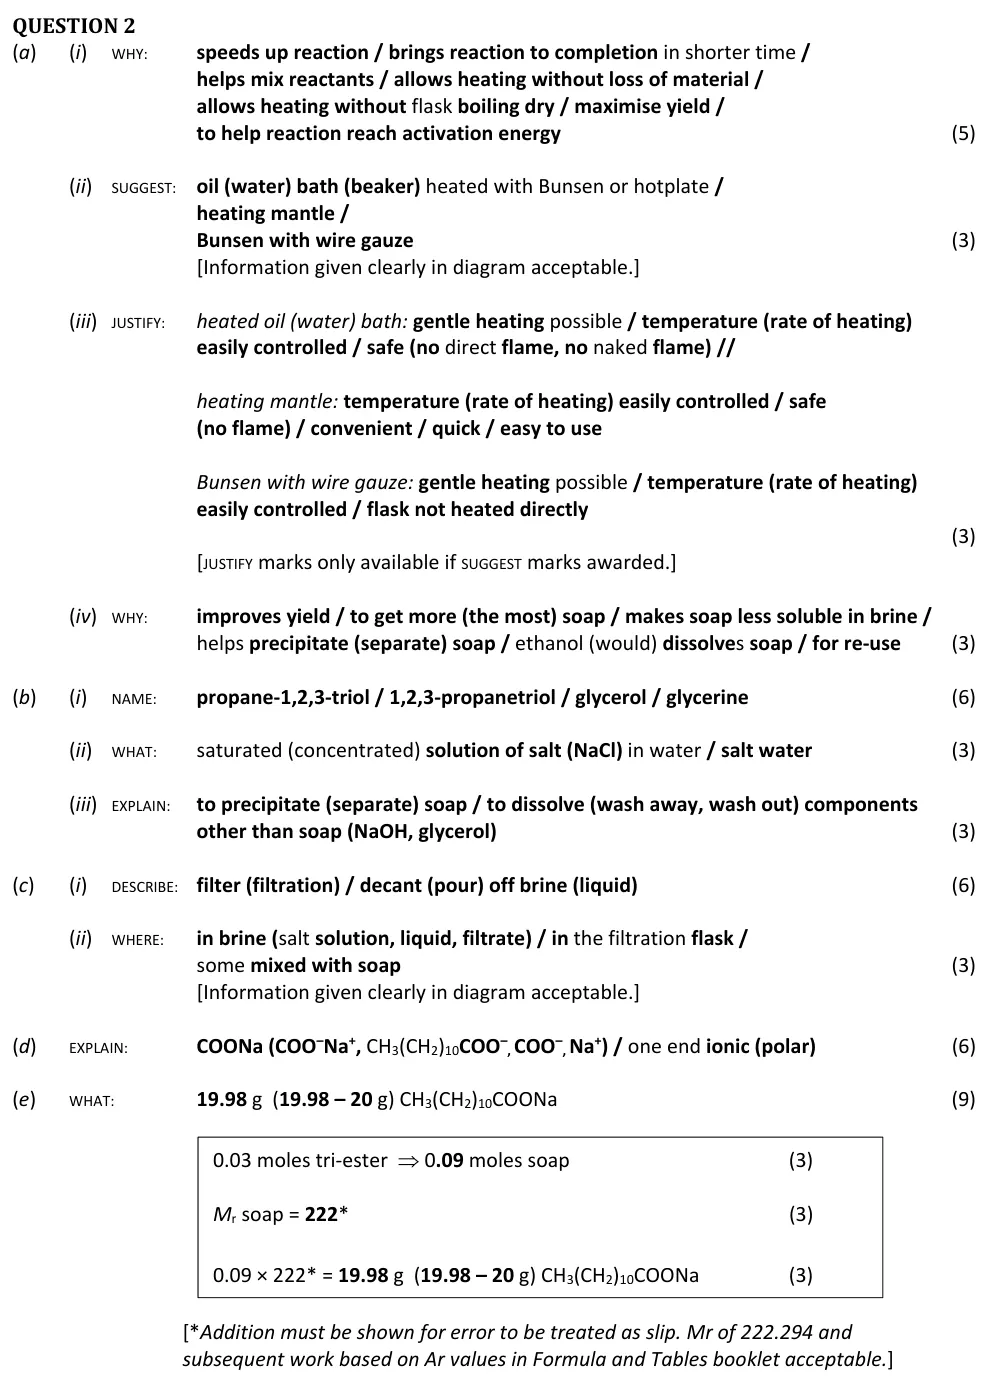 QUESTION 2
(a) (i) WHY: speeds up reaction / brings reaction to completion in shorter time /
helps mix reactants / allows heating without loss of material /
allows heating without flask boiling dry / maximise yield /
to help reaction reach activation energy (5)
(ii) SUGGEST: oil (water) bath (beaker) heated with Bunsen or hotplate /
heating mantle /
Bunsen with wire gauze (3)
[Information given clearly in diagram acceptable.]
(iii) JUSTIFY: heated oil (water) bath: gentle heating possible / temperature (rate of heating)
easily controlled / safe (no direct flame, no naked flame) //
heating mantle: temperature (rate of heating) easily controlled / safe
(no flame) / convenient / quick / easy to use
Bunsen with wire gauze: gentle heating possible / temperature (rate of heating)
easily controlled / flask not heated directly
(3)
[JUSTIFY marks only available if SUGGEST marks awarded.]
(iv) WHY: improves yield / to get more (the most) soap / makes soap less soluble in brine /
helps precipitate (separate) soap / ethanol (would) dissolves soap / for re-use (3)
(b) (i) NAME: propane-1,2,3-triol / 1,2,3-propanetriol / glycerol / glycerine (6)
(ii) WHAT: saturated (concentrated) solution of salt (NaCl) in water / salt water (3)
(iii) EXPLAIN: to precipitate (separate) soap / to dissolve (wash away, wash out) components
other than soap (NaOH, glycerol) (3)
(c) (i) DESCRIBE: filter (filtration) / decant (pour) off brine (liquid) (6)
(ii) WHERE: in brine (salt solution, liquid, filtrate) / in the filtration flask /
some mixed with soap (3)
[Information given clearly in diagram acceptable.]
(d) EXPLAIN: COONa (COO⁻Na⁺, CH₃(CH₂)₁₀COO⁻, COO⁻, Na⁺) / one end ionic (polar) (6)
(e) WHAT: 19.98 g (19.98 – 20 g) CH₃(CH₂)₁₀COONa (9)
0.03 moles tri-ester ⇒ 0.09 moles soap (3)
Mᵣ soap = 222* (3)
0.09 × 222* = 19.98 g (19.98 – 20 g) CH₃(CH₂)₁₀COONa (3)
[*Addition must be shown for error to be treated as slip. Mr of 222.294 and
subsequent work based on Ar values in Formula and Tables booklet acceptable.]